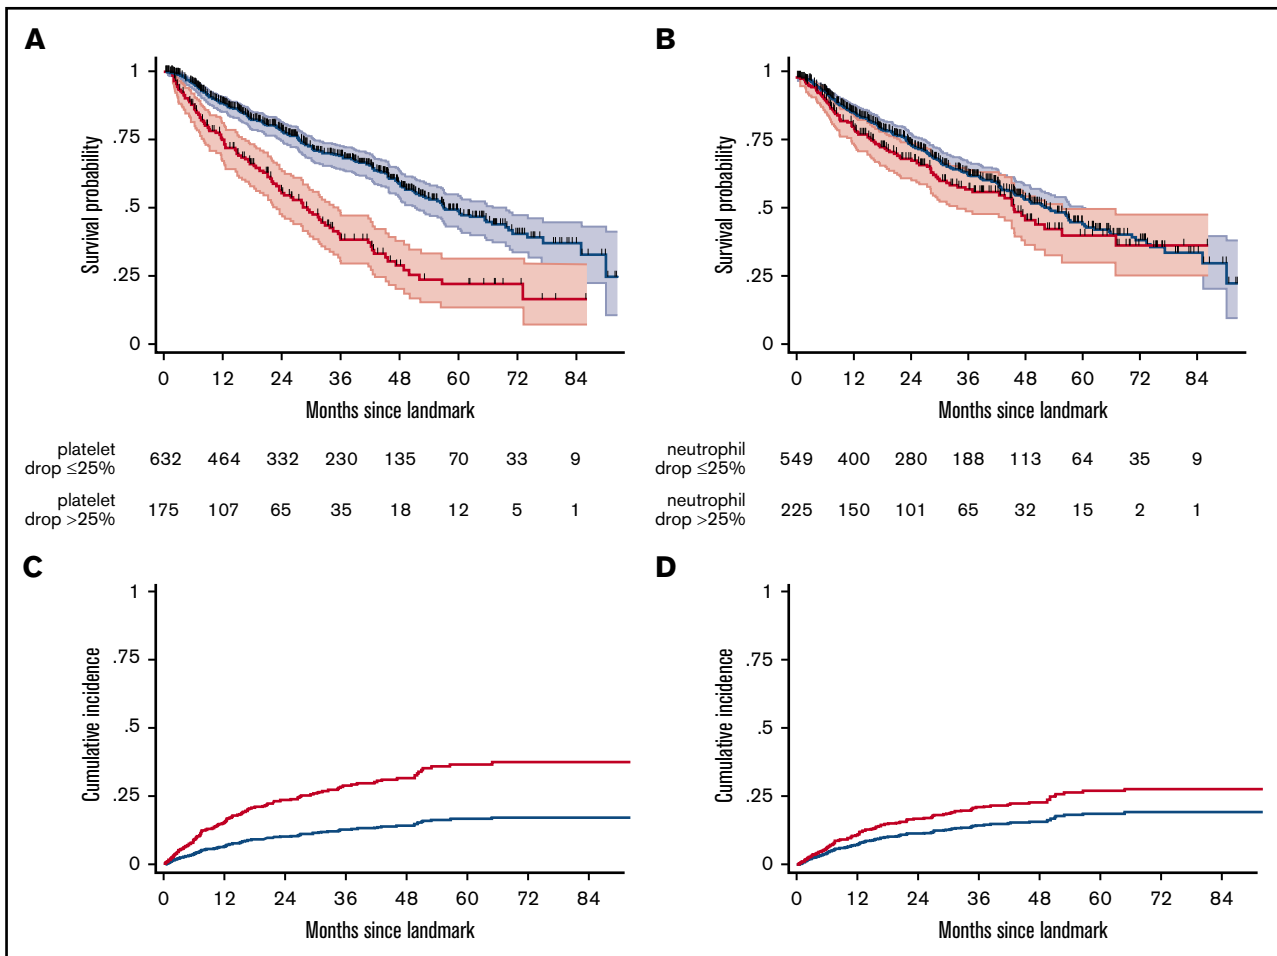 A
Survival probability
1
.75
.5
.25
0
0 12 24 36 48 60 72 84
Months since landmark
platelet
drop ≤25%
632 464 332 230 135 70 33 9
platelet
drop >25%
175 107 65 35 18 12 5 1
B
Survival probability
1
.75
.5
.25
0
0 12 24 36 48 60 72 84
Months since landmark
neutrophil
drop ≤25%
549 400 280 188 113 64 35 9
neutrophil
drop >25%
225 150 101 65 32 15 2 1
C
Cumulative incidence
1
.75
.5
.25
0
0 12 24 36 48 60 72 84
Months since landmark
D
Cumulative incidence
1
.75
.5
.25
0
0 12 24 36 48 60 72 84
Months since landmark